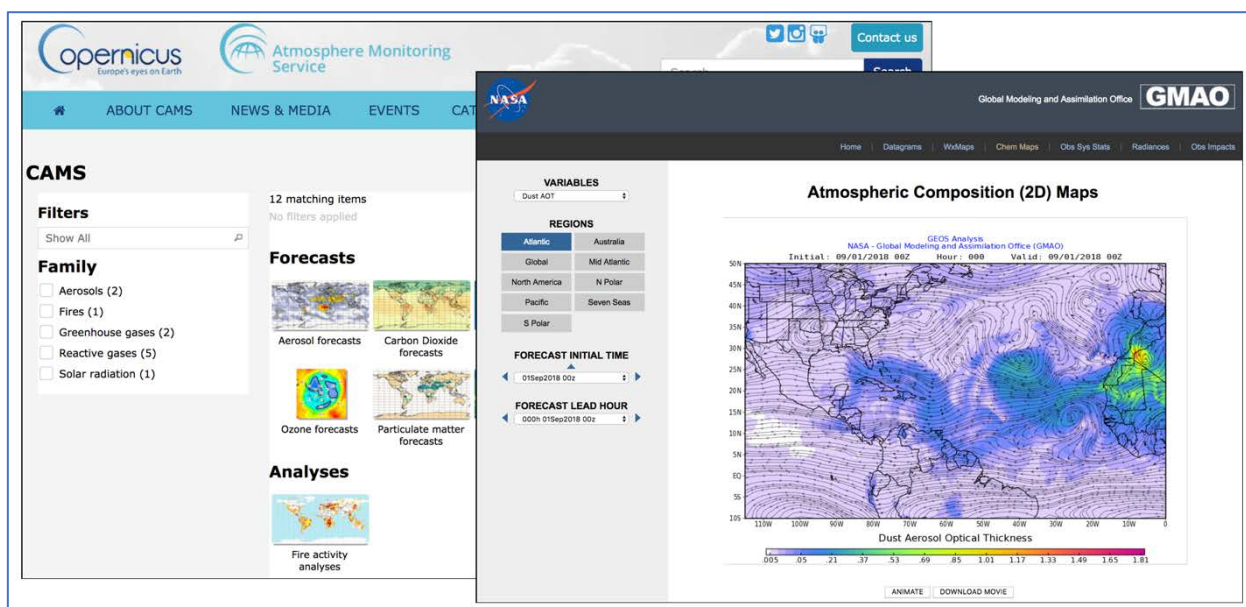 Copernicus
Europe's eyes on Earth
Atmosphere Monitoring
Service
Contact us
Search
Search
ABOUT CAMS
NEWS & MEDIA
EVENTS
CAT
CAMS
Filters
Show All
Family
Aerosols (2)
Fires (1)
Greenhouse gases (2)
Reactive gases (5)
Solar radiation (1)
12 matching items
No filters applied
Forecasts
Aerosol forecasts
Carbon Dioxide
forecasts
Ozone forecasts
Particulate matter
forecasts
Analyses
Fire activity
analyses
NASA
Global Modeling and Assimilation Office GMAO
Home | Datagrams | WxMaps | Chem Maps | Obs Sys Stats | Radiances | Obs Impacts
VARIABLES
Dust AOT
REGIONS
Atlantic Australia
Global Mid Atlantic
North America N Polar
Pacific Seven Seas
S Polar
FORECAST INITIAL TIME
01Sep2018 00z
FORECAST LEAD HOUR
000h 01Sep2018 00z
Atmospheric Composition (2D) Maps
GEOS Analysis
NASA - Global Modeling and Assimilation Office (GMAO)
Initial: 09/01/2018 00Z Hour: 000 Valid: 09/01/2018 00Z
50N
45N
40N
35N
30N
25N
20N
15N
10N
5N
EQ
5S
10S
110W 100W 90W 80W 70W 60W 50W 40W 30W 20W 10W 0
Dust Aerosol Optical Thickness
.005 .05 .21 .37 .53 .69 .85 1.01 1.17 1.33 1.49 1.65 1.81
ANIMATE DOWNLOAD MOVIE